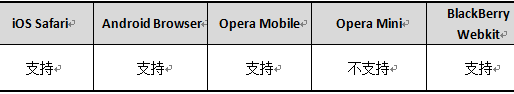 iOS Safari Android Browser Opera Mobile Opera Mini BlackBerry Webkit
支持 支持 支持 不支持 支持